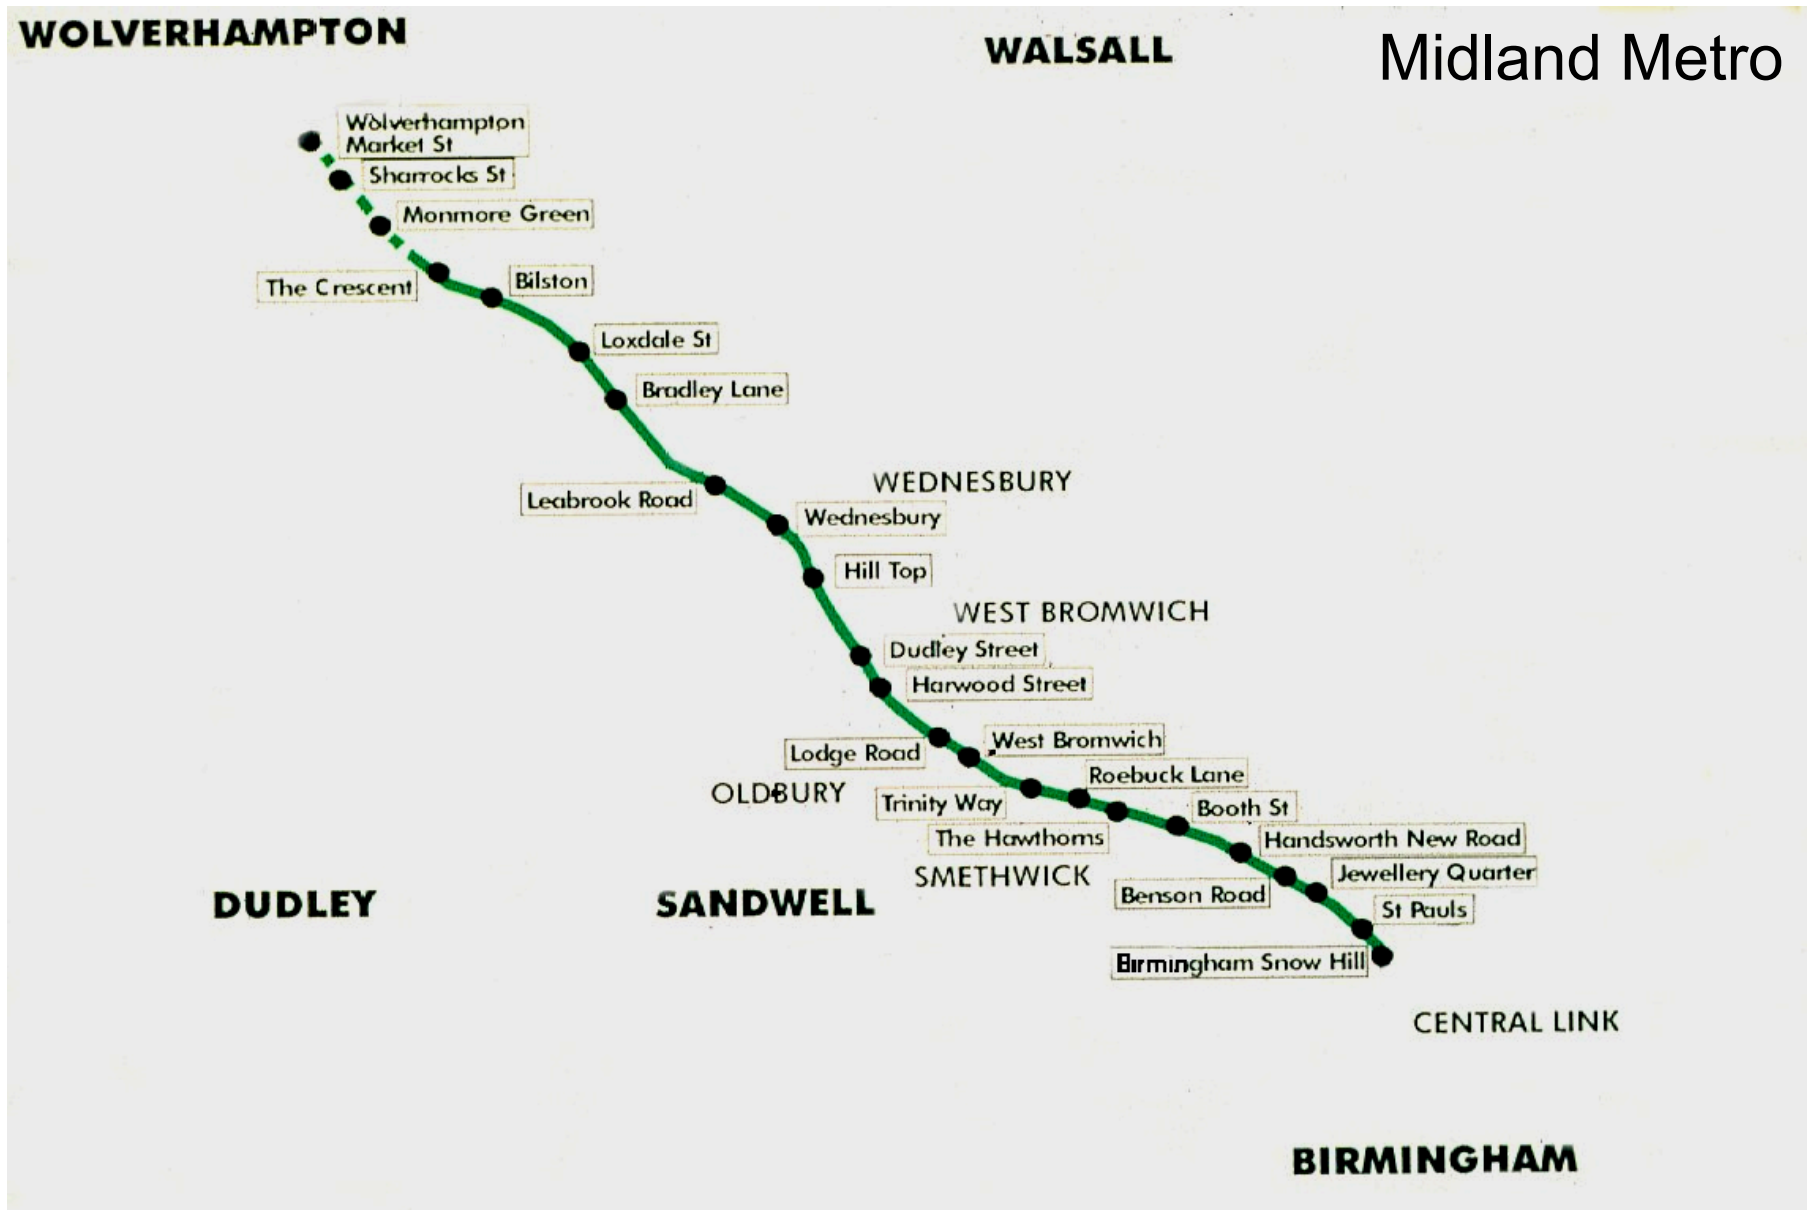 WOLVERHAMPTON
WALSALL
Midland Metro
Wolverhampton
Market St
Sharrocks St
Monmore Green
The Crescent
Bilston
Loxdale St
Bradley Lane
WEDNESBURY
Leabrook Road
Wednesbury
Hill Top
WEST BROMWICH
Dudley Street
Harwood Street
Lodge Road
West Bromwich
Roebuck Lane
OLDBURY
Trinity Way
Booth St
The Hawthorns
Handsworth New Road
SMETHWICK
Jewellery Quarter
Benson Road
DUDLEY
SANDWELL
St Pauls
Birmingham Snow Hill
CENTRAL LINK
BIRMINGHAM